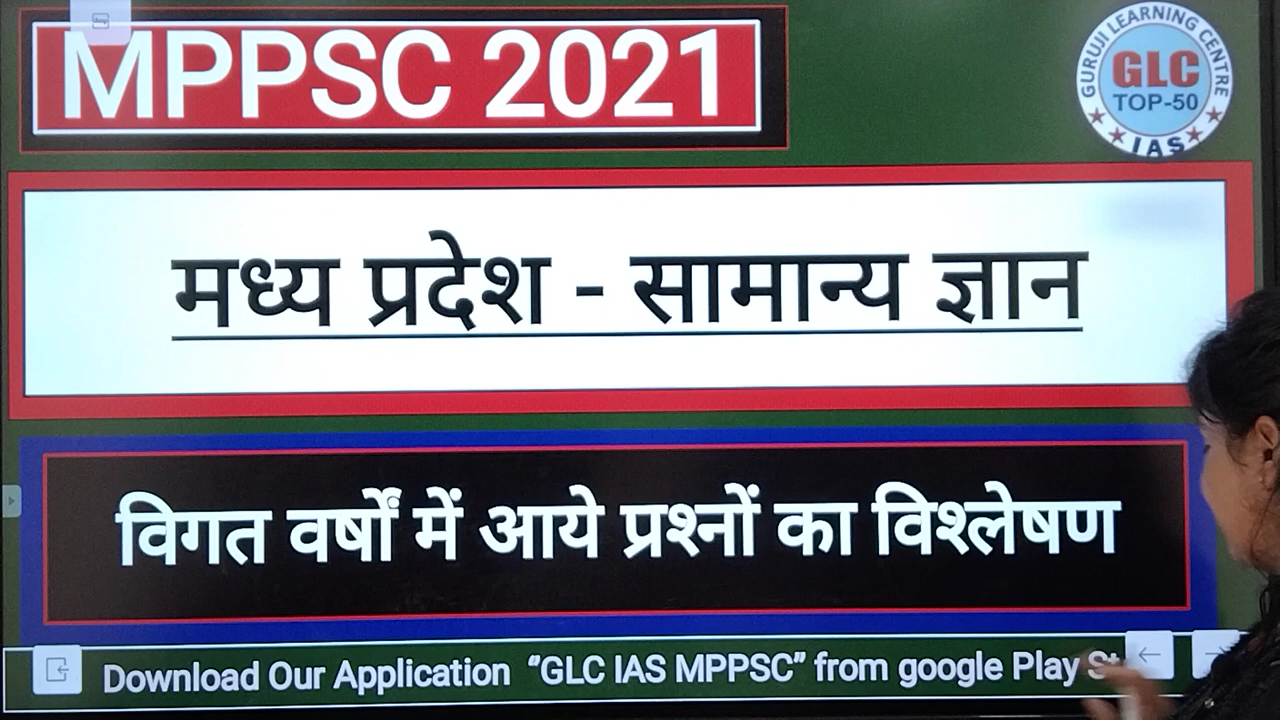 MPPSC 2021
GURUJI LEARNING CENTRE
GLC
TOP-50
IAS
मध्य प्रदेश - सामान्य ज्ञान
विगत वर्षों में आये प्रश्नों का विश्लेषण
Download Our Application “GLC IAS MPPSC” from google Play